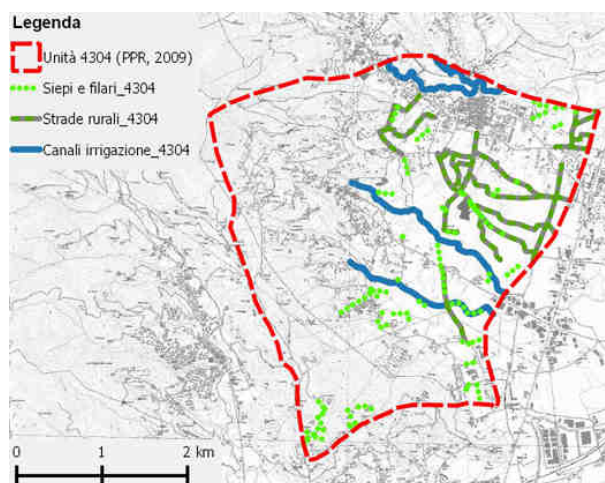 Legenda
Unità 4304 (PPR, 2009)
Siepi e filari_4304
Strade rurali_4304
Canali irrigazione_4304
0 1 2 km